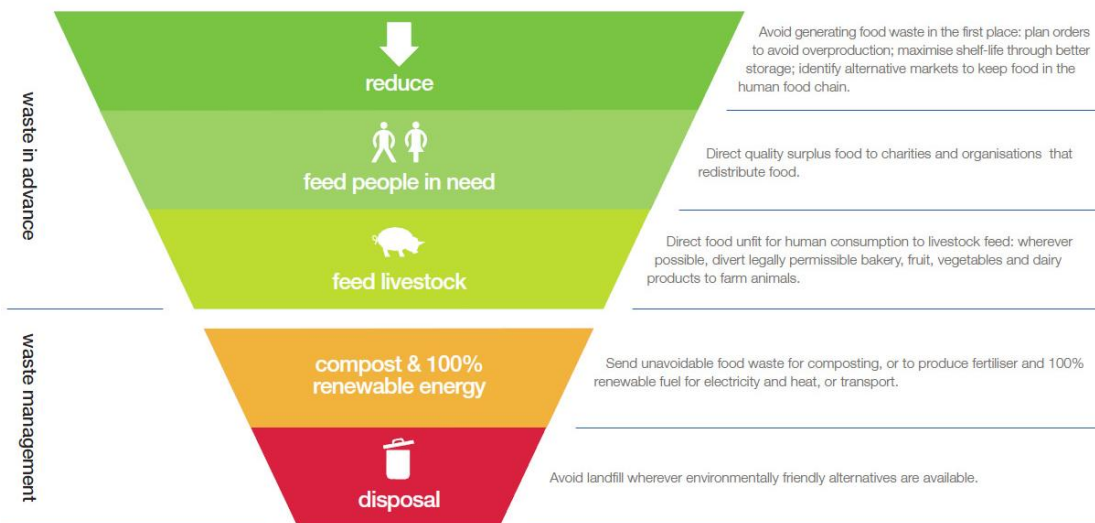 waste in advance
reduce
Avoid generating food waste in the first place: plan orders
to avoid overproduction; maximise shelf-life through better
storage; identify alternative markets to keep food in the
human food chain.
feed people in need
Direct quality surplus food to charities and organisations that
redistribute food.
feed livestock
Direct food unfit for human consumption to livestock feed: wherever
possible, divert legally permissible bakery, fruit, vegetables and dairy
products to farm animals.
waste management
compost & 100%
renewable energy
Send unavoidable food waste for composting, or to produce fertiliser and 100%
renewable fuel for electricity and heat, or transport.
disposal
Avoid landfill wherever environmentally friendly alternatives are available.